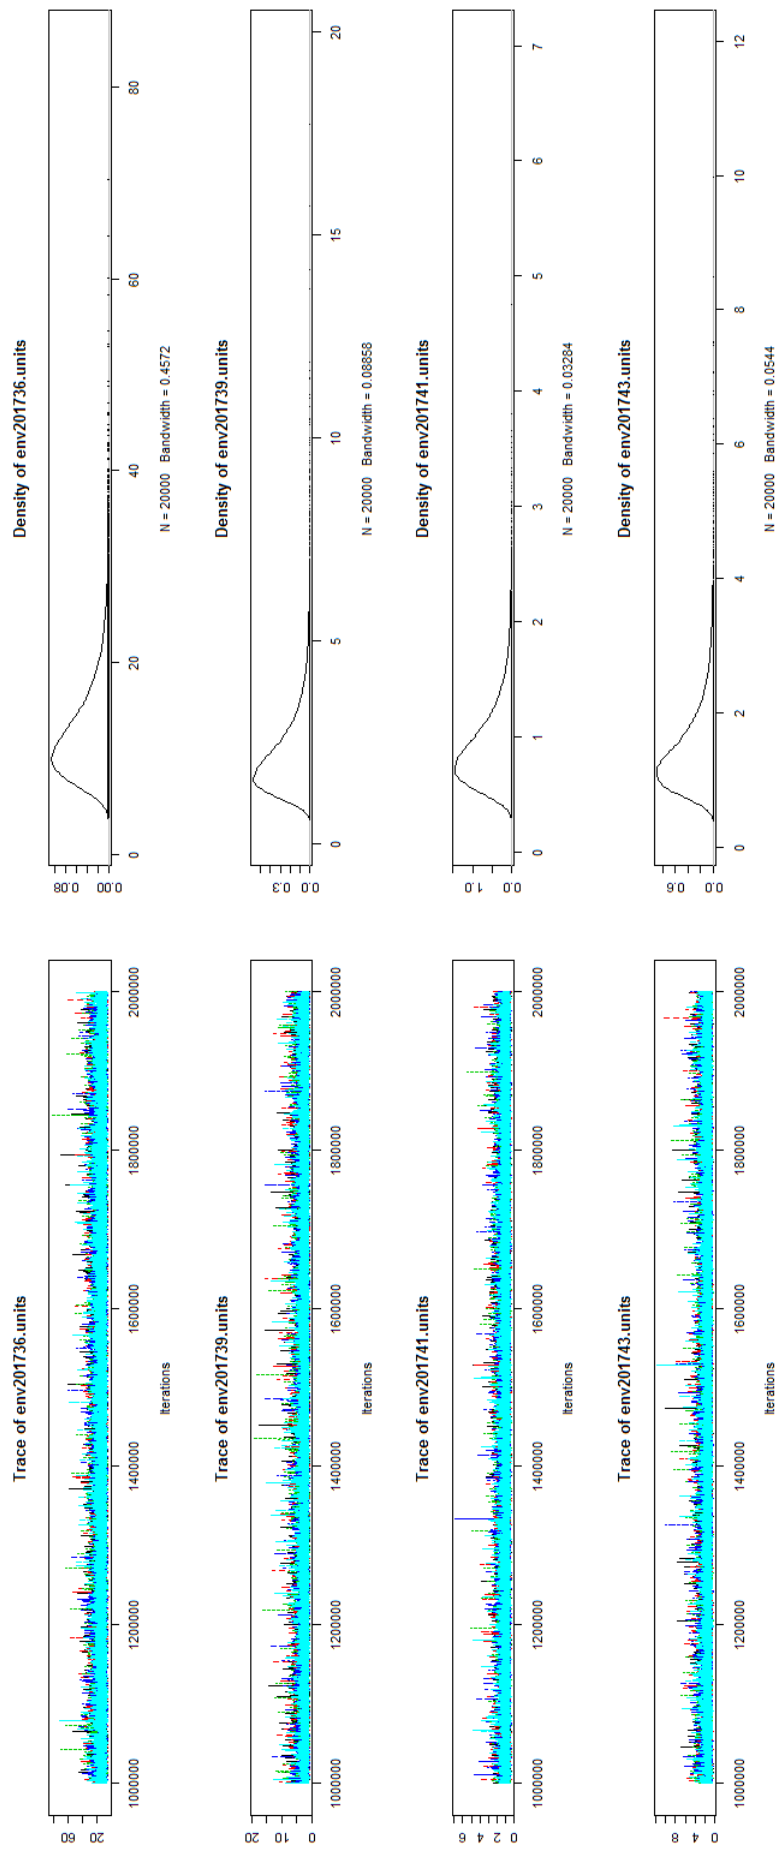 Trace of env201736.units
20 60
1000000 1200000 1400000 1600000 1800000 2000000
Iterations
Density of env201736.units
0.00 0.08
0 20 40 60 80
N = 20000 Bandwidth = 0.4572
Trace of env201739.units
0 10 20
1000000 1200000 1400000 1600000 1800000 2000000
Iterations
Density of env201739.units
0.0 0.3
0 5 10 15 20
N = 20000 Bandwidth = 0.08858
Trace of env201741.units
0 2 4 6
1000000 1200000 1400000 1600000 1800000 2000000
Iterations
Density of env201741.units
0.0 1.0
0 1 2 3 4 5 6 7
N = 20000 Bandwidth = 0.03284
Trace of env201743.units
0 4 8
1000000 1200000 1400000 1600000 1800000 2000000
Iterations
Density of env201743.units
0.0 0.6
0 2 4 6 8 10 12
N = 20000 Bandwidth = 0.0544